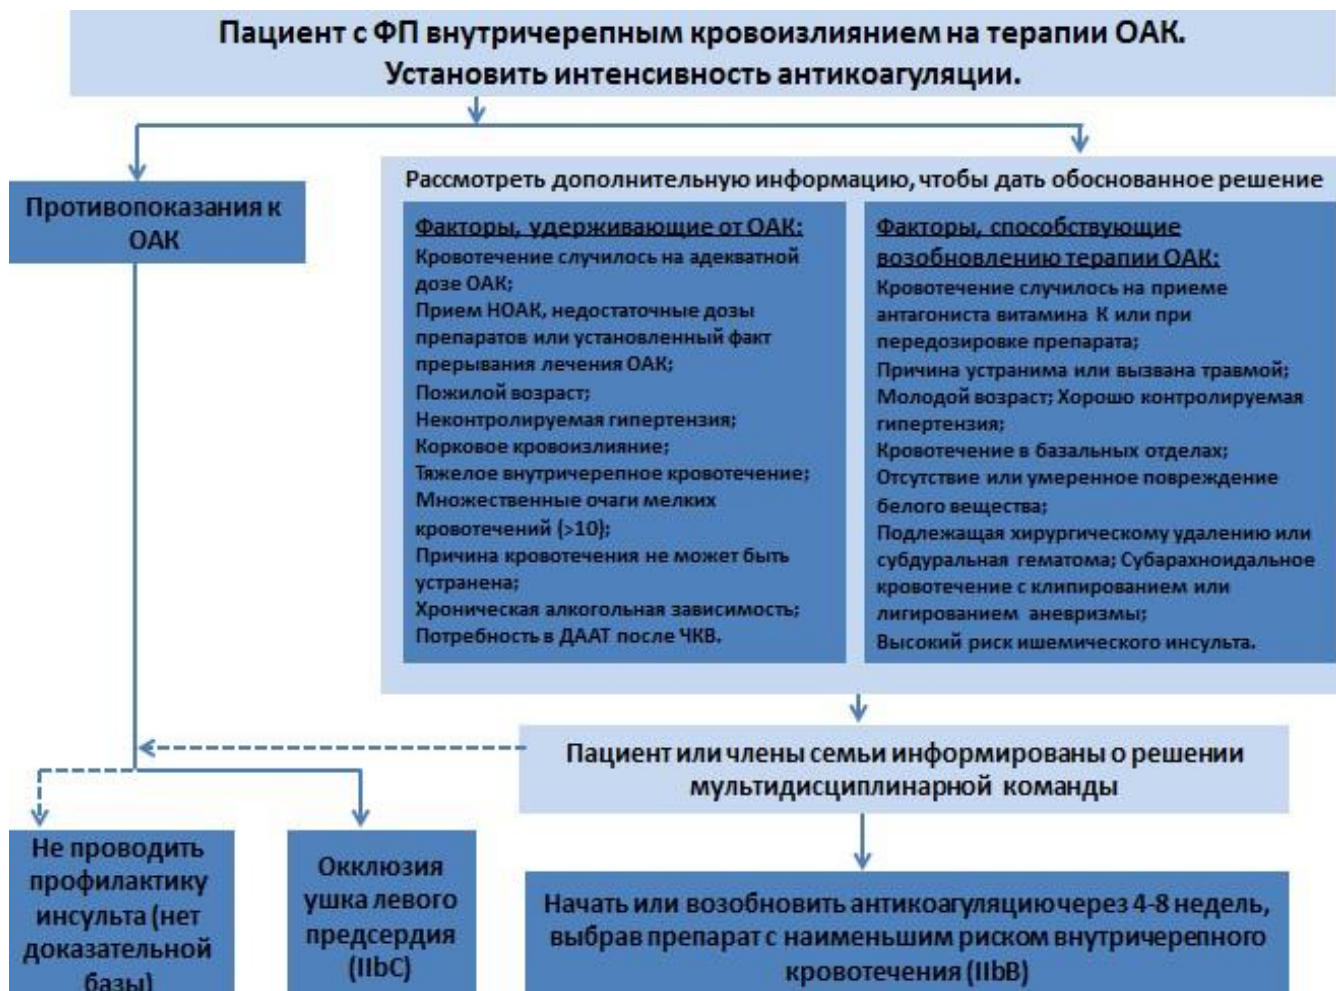 Пациент с ФП внутричерепным кровоизлиянием на терапии ОАК.
Установить интенсивность антикоагуляции.
Противопоказания к
ОАК
Рассмотреть дополнительную информацию, чтобы дать обоснованное решение
Факторы, удерживающие от ОАК:
Кровотечение случилось на адекватной
дозе ОАК;
Прием НОАК, недостаточные дозы
препаратов или установленный факт
прерывания лечения ОАК;
Пожилой возраст;
Неконтролируемая гипертензия;
Корковое кровоизлияние;
Тяжелое внутричерепное кровотечение;
Множественные очаги мелких
кровотечений (>10);
Причина кровотечения не может быть
устранена;
Хроническая алкогольная зависимость;
Потребность в ДААТ после ЧКВ.
Факторы, способствующие
возобновлению терапии ОАК:
Кровотечение случилось на приеме
антагониста витамина К или при
передозировке препарата;
Причина устранима или вызвана травмой;
Молодой возраст; Хорошо контролируемая
гипертензия;
Кровотечение в базальных отделах;
Отсутствие или умеренное повреждение
белого вещества;
Подлежащая хирургическому удалению или
субдуральная гематома; Субарахноидальное
кровотечение с клипированием или
лигированием аневризмы;
Высокий риск ишемического инсульта.
Пациент или члены семьи информированы о решении
мультидисциплинарной команды
Не проводить
профилактику
инсульта (нет
доказательной
базы)
Окклюзия
ушка левого
предсердия
(IIbC)
Начать или возобновить антикоагуляцию через 4-8 недель,
выбрав препарат с наименьшим риском внутричерепного
кровотечения (IIbB)